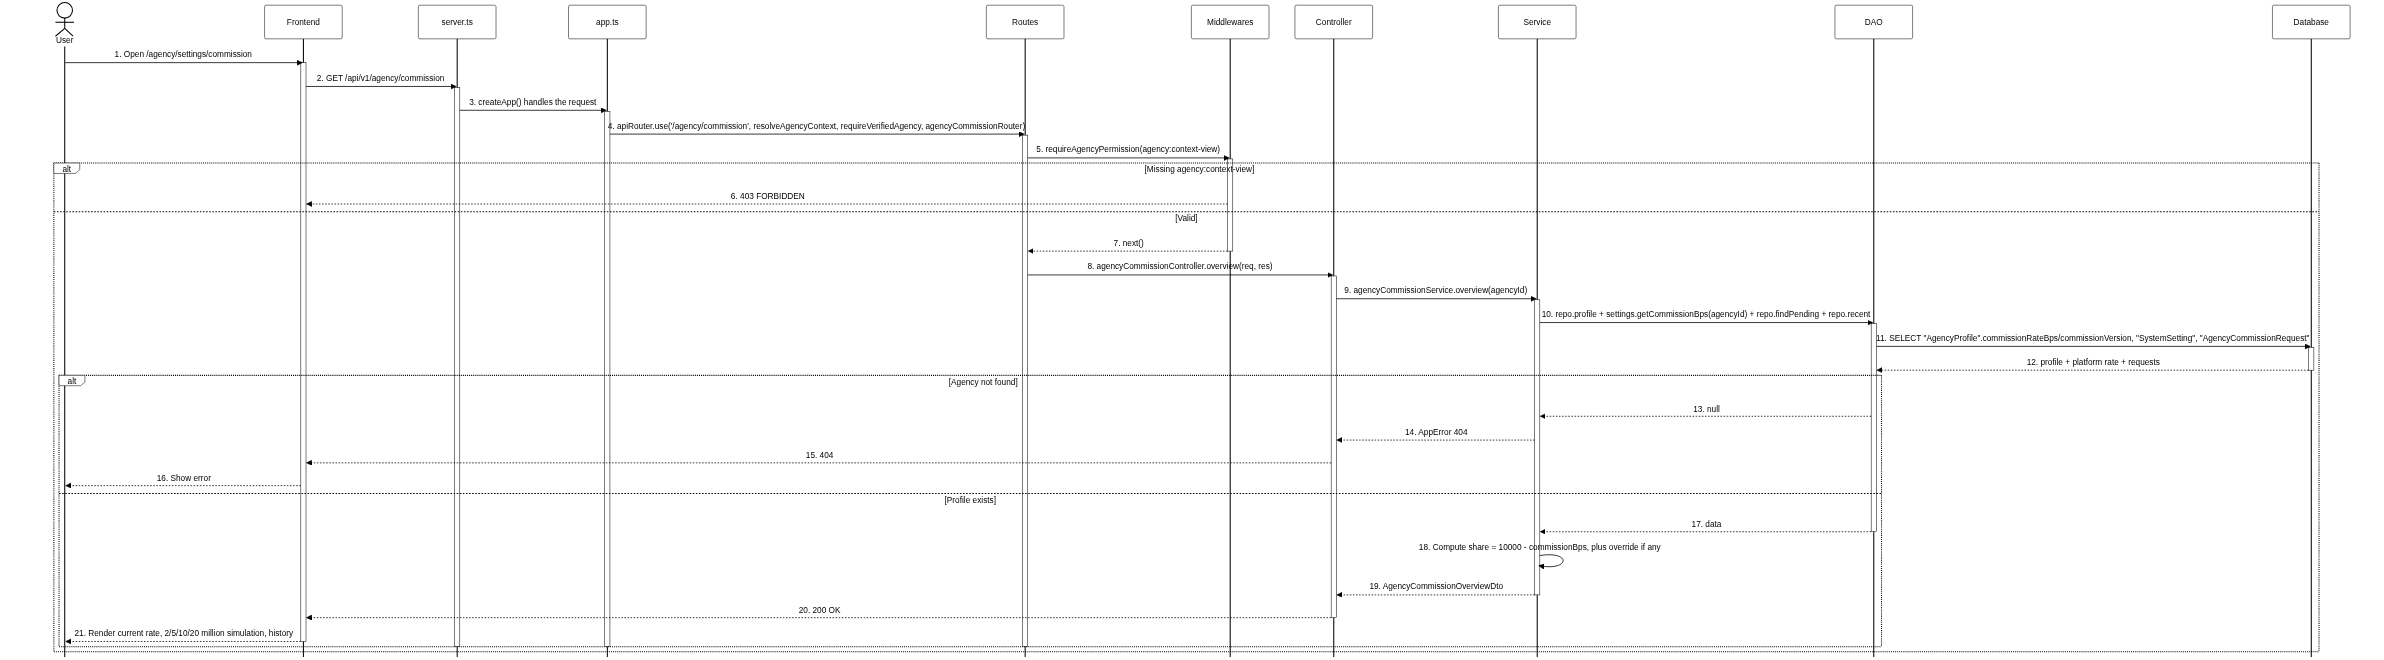 User
Frontend
server.ts
app.ts
Routes
Middlewares
Controller
Service
DAO
Database
1. Open /agency/settings/commission
2. GET /api/v1/agency/commission
3. createApp() handles the request
4. apiRouter.use('/agency/commission', resolveAgencyContext, requireVerifiedAgency, agencyCommissionRouter)
5. requireAgencyPermission(agency:context-view)
alt
[Missing agency:context-view]
6. 403 FORBIDDEN
[Valid]
7. next()
8. agencyCommissionController.overview(req, res)
9. agencyCommissionService.overview(agencyId)
10. repo.profile + settings.getCommissionBps(agencyId) + repo.findPending + repo.recent
11. SELECT "AgencyProfile".commissionRateBps/commissionVersion, "SystemSetting", "AgencyCommissionRequest"
12. profile + platform rate + requests
alt
[Agency not found]
13. null
14. AppError 404
15. 404
16. Show error
[Profile exists]
17. data
18. Compute share = 10000 - commissionBps, plus override if any
19. AgencyCommissionOverviewDto
20. 200 OK
21. Render current rate, 2/5/10/20 million simulation, history